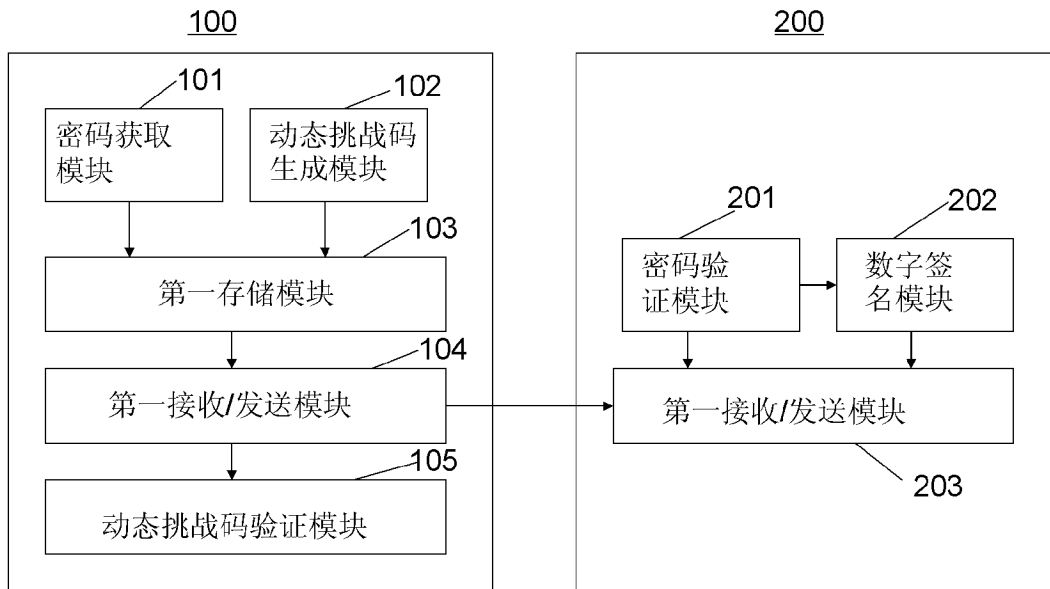 100
200
101
102
密码获取
模块
动态挑战码
生成模块
103
第一存储模块
104
第一接收/发送模块
105
动态挑战码验证模块
201
202
密码验
证模块
数字签
名模块
第一接收/发送模块
203